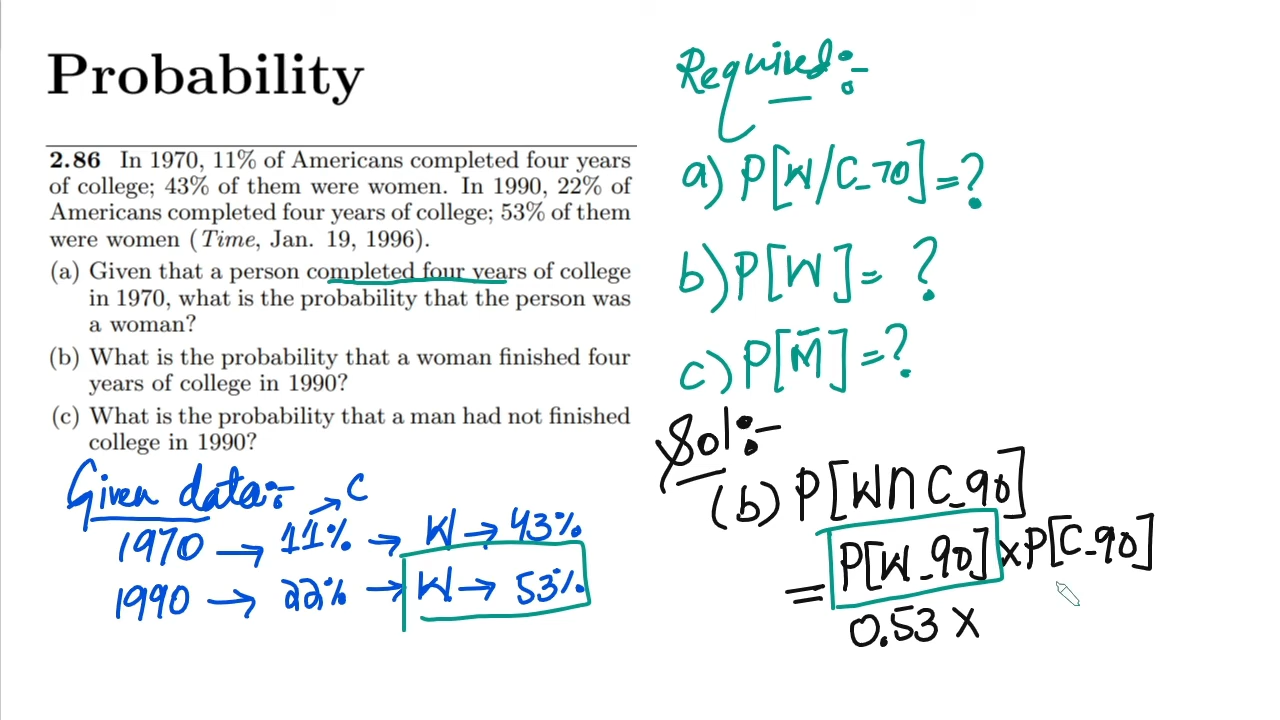 Probability
2.86 In 1970, 11% of Americans completed four years
of college; 43% of them were women. In 1990, 22% of
Americans completed four years of college; 53% of them
were women (Time, Jan. 19, 1996).
(a) Given that a person completed four years of college
in 1970, what is the probability that the person was
a woman?
(b) What is the probability that a woman finished four
years of college in 1990?
(c) What is the probability that a man had not finished
college in 1990?
Given data:-
→ C
1970 → 11% → W → 43%
1990 → 22% → W → 53%
Required:-
a) P[W/C_70] = ?
b) P[W] = ?
c) P[M̄] = ?
Sol:-
(b) P[W∩C_90]
= P[W_90] × P[C_90]
0.53 ×